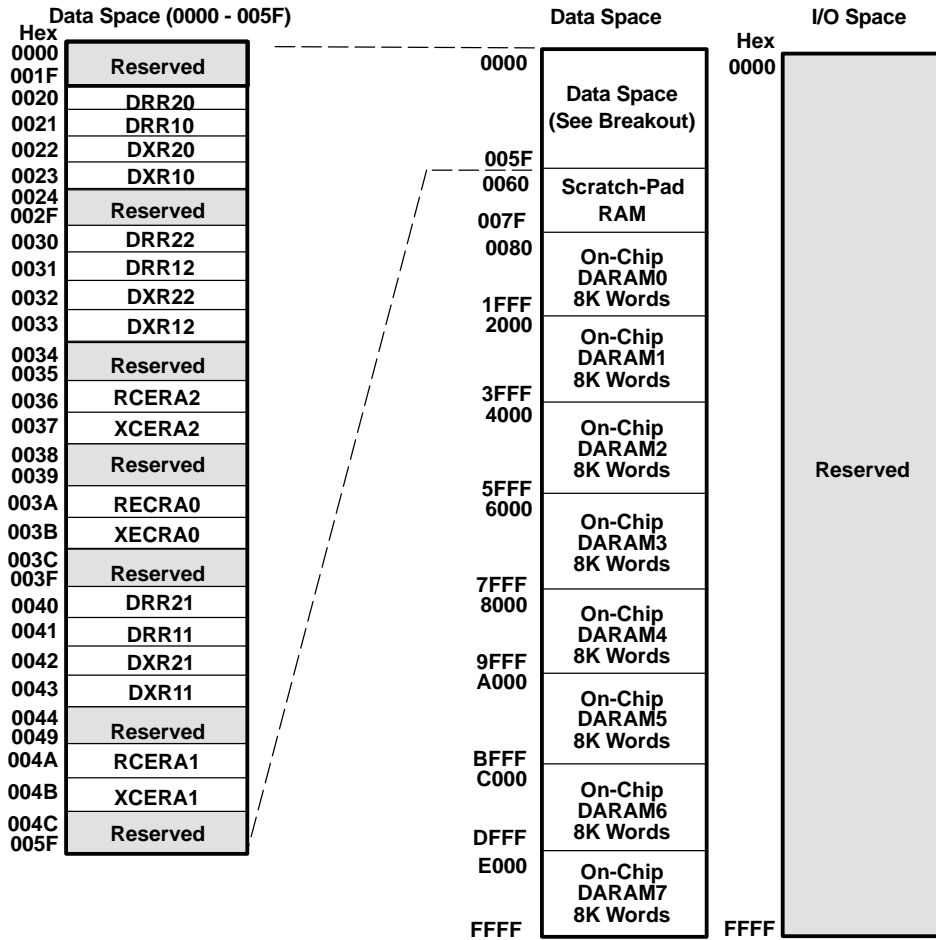 Data Space (0000 - 005F)
Hex
0000
001F
Reserved
0020
DRR20
0021
DRR10
0022
DXR20
0023
DXR10
0024
002F
Reserved
0030
DRR22
0031
DRR12
0032
DXR22
0033
DXR12
0034
0035
Reserved
0036
RCERA2
0037
XCERA2
0038
0039
Reserved
003A
RECRA0
003B
XECRA0
003C
003F
Reserved
0040
DRR21
0041
DRR11
0042
DXR21
0043
DXR11
0044
0049
Reserved
004A
RCERA1
004B
XCERA1
004C
005F
Reserved
Data Space
0000
Data Space
(See Breakout)
005F
0060
Scratch-Pad
RAM
007F
0080
On-Chip
DARAM0
8K Words
1FFF
2000
On-Chip
DARAM1
8K Words
3FFF
4000
On-Chip
DARAM2
8K Words
5FFF
6000
On-Chip
DARAM3
8K Words
7FFF
8000
On-Chip
DARAM4
8K Words
9FFF
A000
On-Chip
DARAM5
8K Words
BFFF
C000
On-Chip
DARAM6
8K Words
DFFF
E000
On-Chip
DARAM7
8K Words
FFFF
I/O Space
Hex
0000
Reserved
FFFF